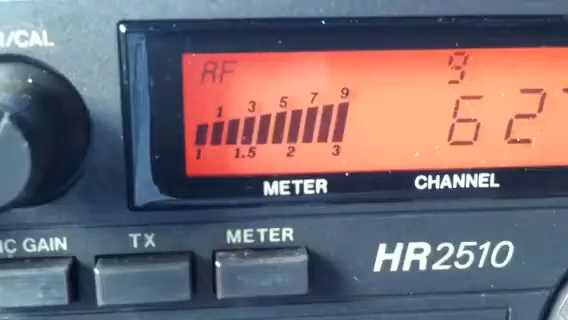 /CAL
RF
9
1 3 5 7 9
62
1 1.5 2 3
METER
CHANNEL
IC GAIN
TX
METER
HR2510